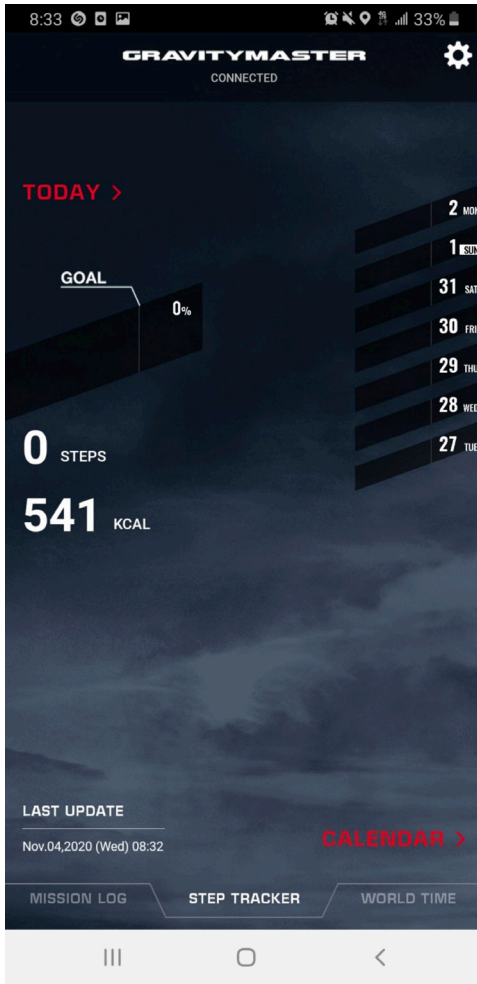 8:33 33%
GRAVITYMASTER
CONNECTED
TODAY >
GOAL
0%
2 MON
1 SUN
31 SAT
30 FRI
29 THU
28 WED
27 TUE
0 STEPS
541 KCAL
LAST UPDATE
Nov.04,2020 (Wed) 08:32
CALENDAR >
MISSION LOG STEP TRACKER WORLD TIME